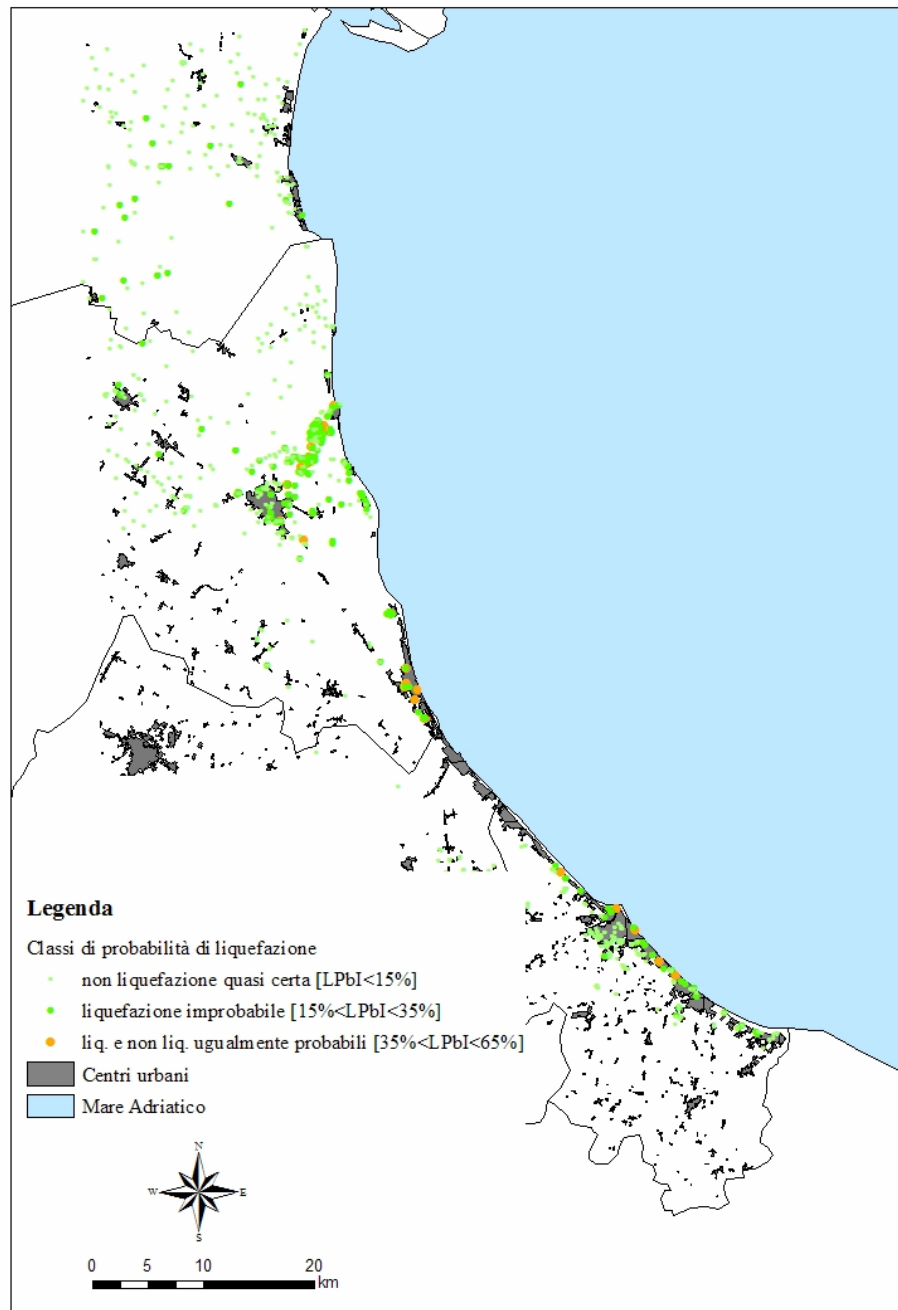 Legenda
Classi di probabilità di liquefazione
non liquefazione quasi certa [LPbI<15%]
liquefazione improbabile [15%<LPbI<35%]
liq. e non liq. ugualmente probabili [35%<LPbI<65%]
Centri urbani
Mare Adriatico
N
W E
S
0 5 10 20
km